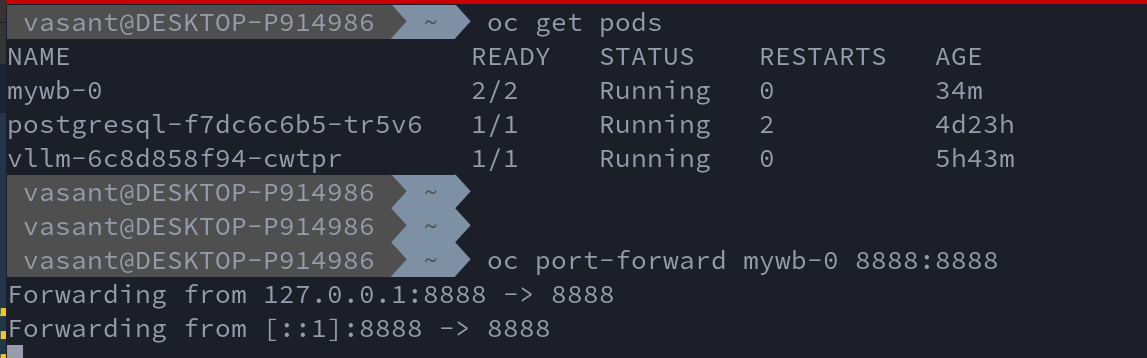 vasant@DESKTOP-P914986 ~ oc get pods
NAME READY STATUS RESTARTS AGE
mywb-0 2/2 Running 0 34m
postgresql-f7dc6c6b5-tr5v6 1/1 Running 2 4d23h
vllm-6c8d858f94-cwtpr 1/1 Running 0 5h43m
vasant@DESKTOP-P914986 ~
vasant@DESKTOP-P914986 ~
vasant@DESKTOP-P914986 ~ oc port-forward mywb-0 8888:8888
Forwarding from 127.0.0.1:8888 -> 8888
Forwarding from [::1]:8888 -> 8888